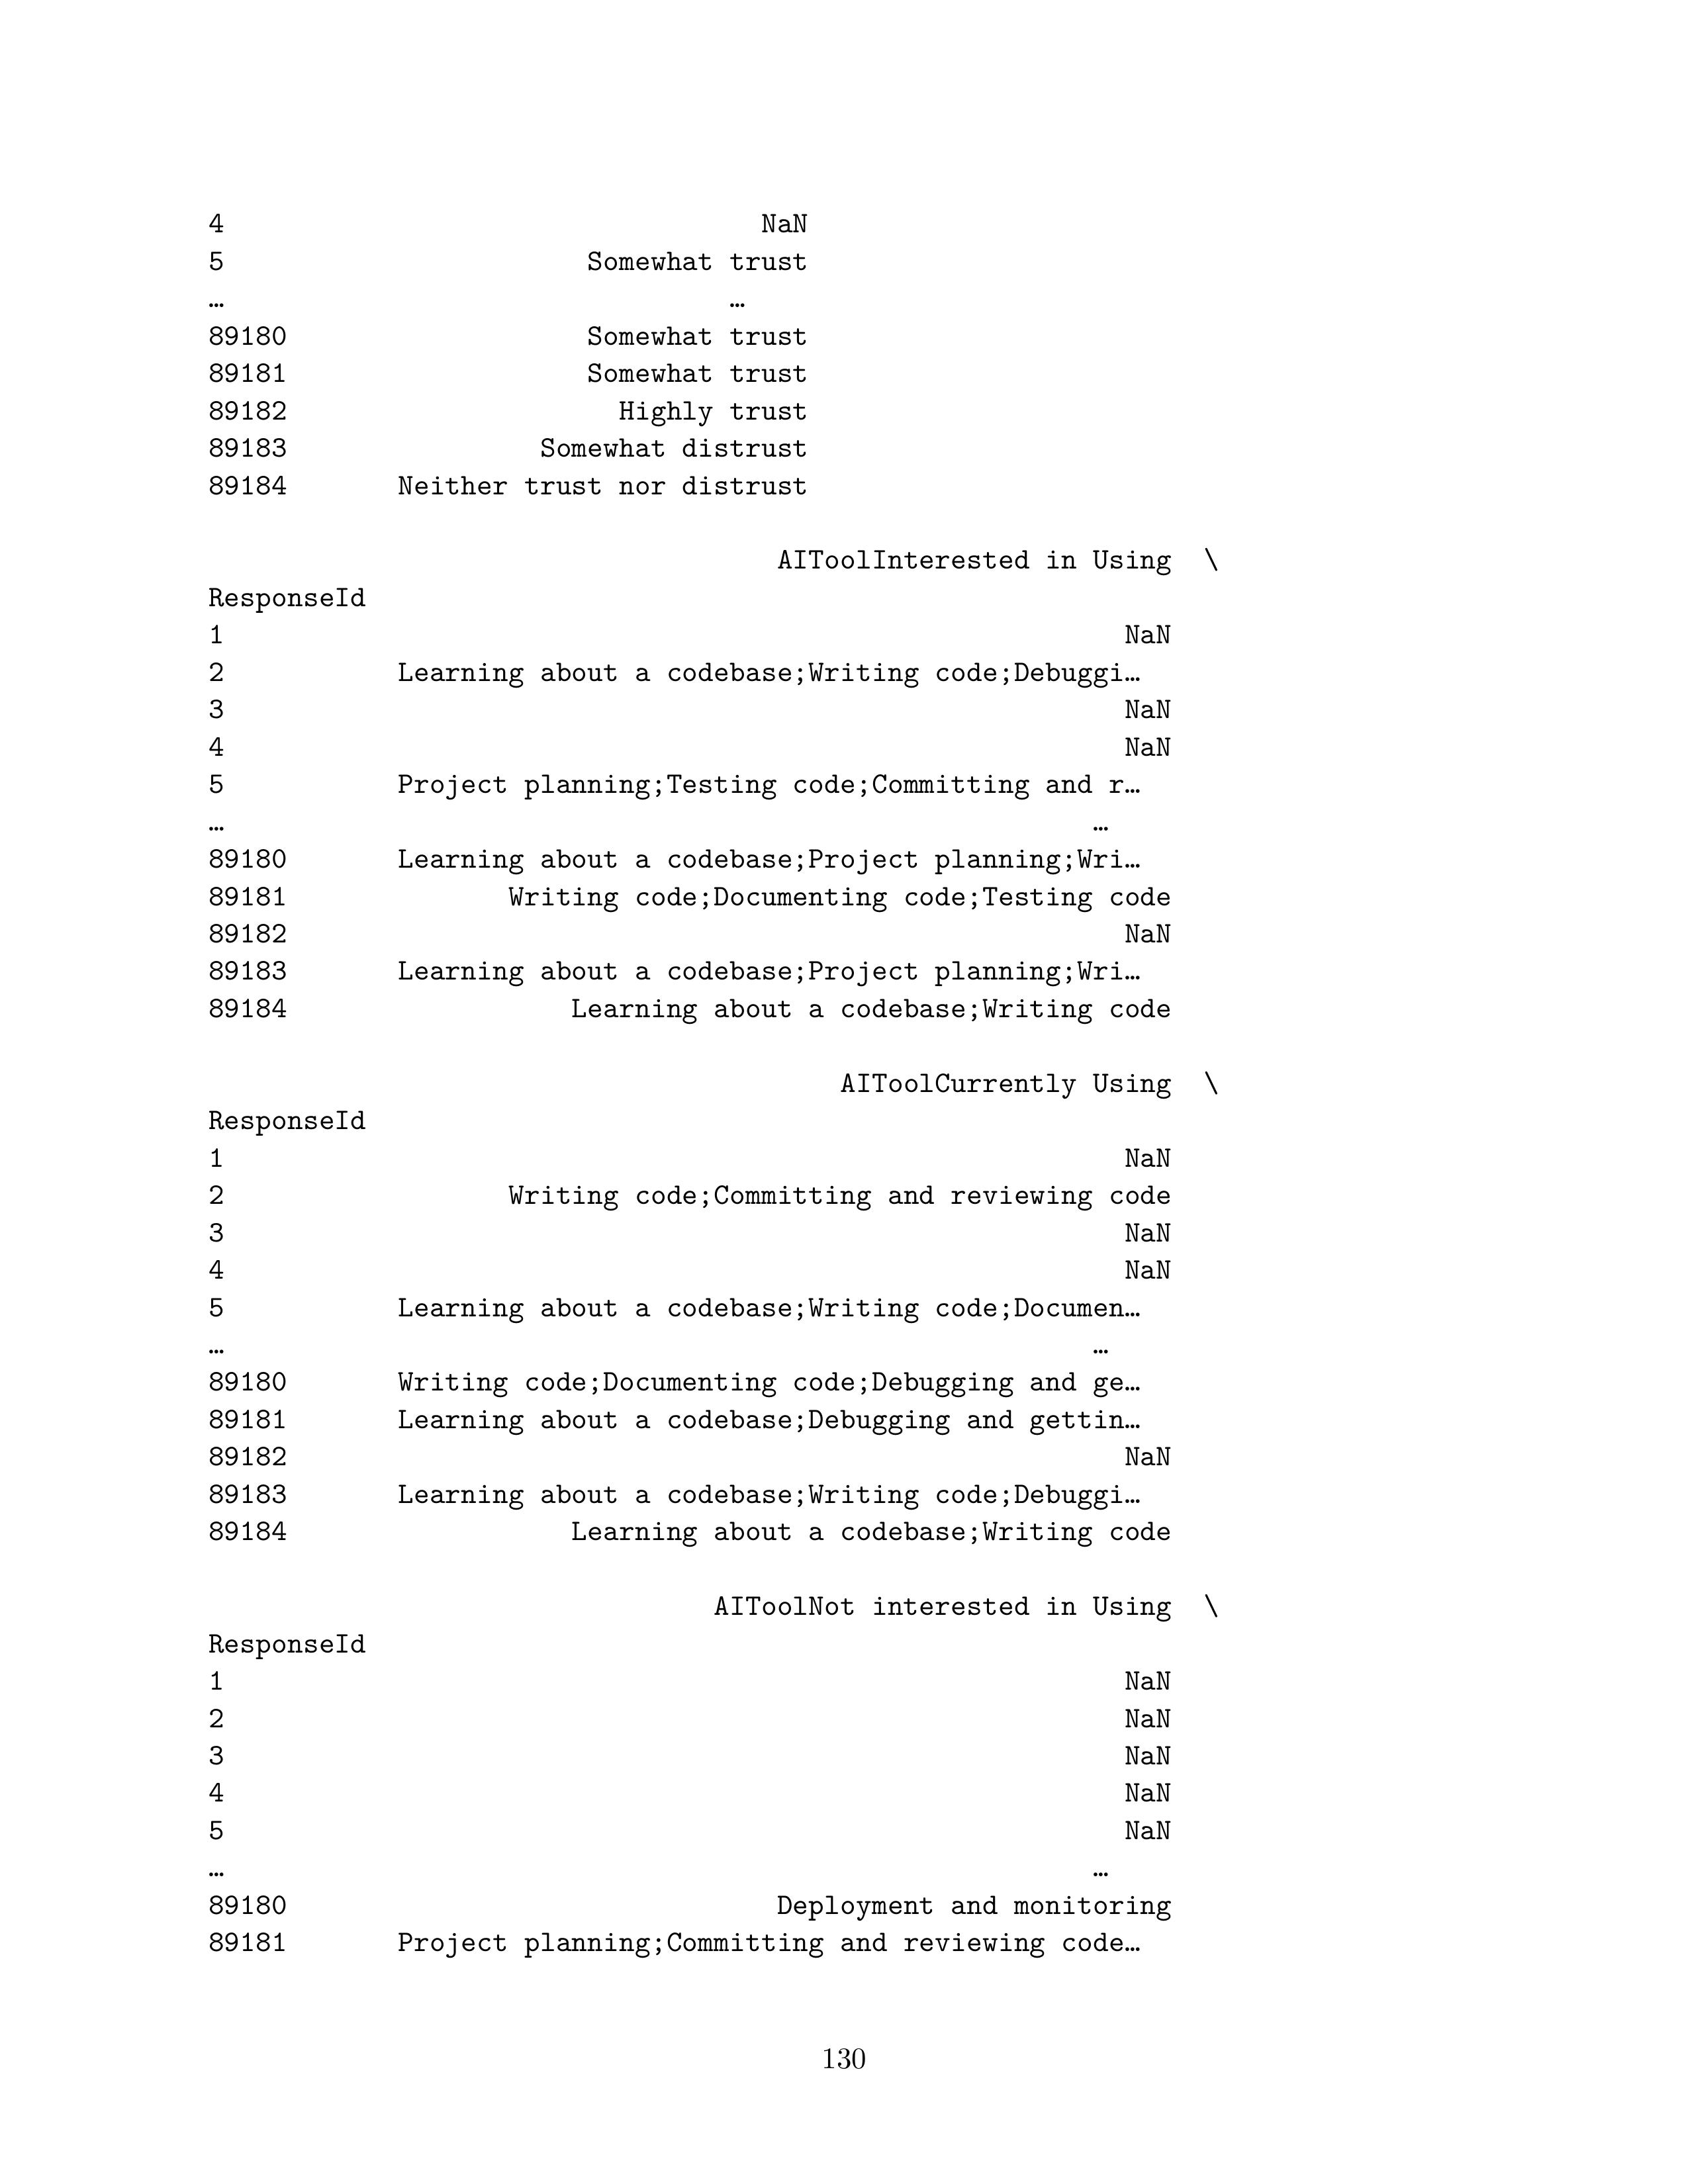 4 NaN
5 Somewhat trust
… …
89180 Somewhat trust
89181 Somewhat trust
89182 Highly trust
89183 Somewhat distrust
89184 Neither trust nor distrust
AIToolInterested in Using \
ResponseId
1 NaN
2 Learning about a codebase;Writing code;Debuggi…
3 NaN
4 NaN
5 Project planning;Testing code;Committing and r…
… …
89180 Learning about a codebase;Project planning;Wri…
89181 Writing code;Documenting code;Testing code
89182 NaN
89183 Learning about a codebase;Project planning;Wri…
89184 Learning about a codebase;Writing code
AIToolCurrently Using \
ResponseId
1 NaN
2 Writing code;Committing and reviewing code
3 NaN
4 NaN
5 Learning about a codebase;Writing code;Documen…
… …
89180 Writing code;Documenting code;Debugging and ge…
89181 Learning about a codebase;Debugging and gettin…
89182 NaN
89183 Learning about a codebase;Writing code;Debuggi…
89184 Learning about a codebase;Writing code
AIToolNot interested in Using \
ResponseId
1 NaN
2 NaN
3 NaN
4 NaN
5 NaN
… …
89180 Deployment and monitoring
89181 Project planning;Committing and reviewing code…
130